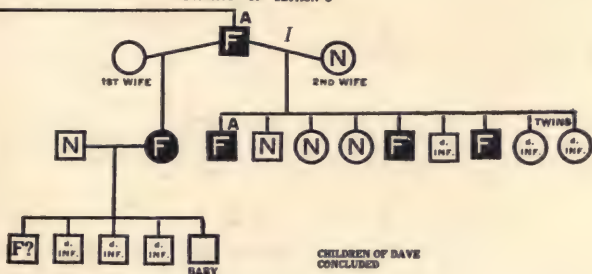 A
F I N
1ST WIFE 2ND WIFE
A TWINS
N F F N N N F d. INF. F d. INF. d. INF.
F? d. INF. d. INF. d. INF.
BABY
CHILDREN OF DAVE
CONCLUDED